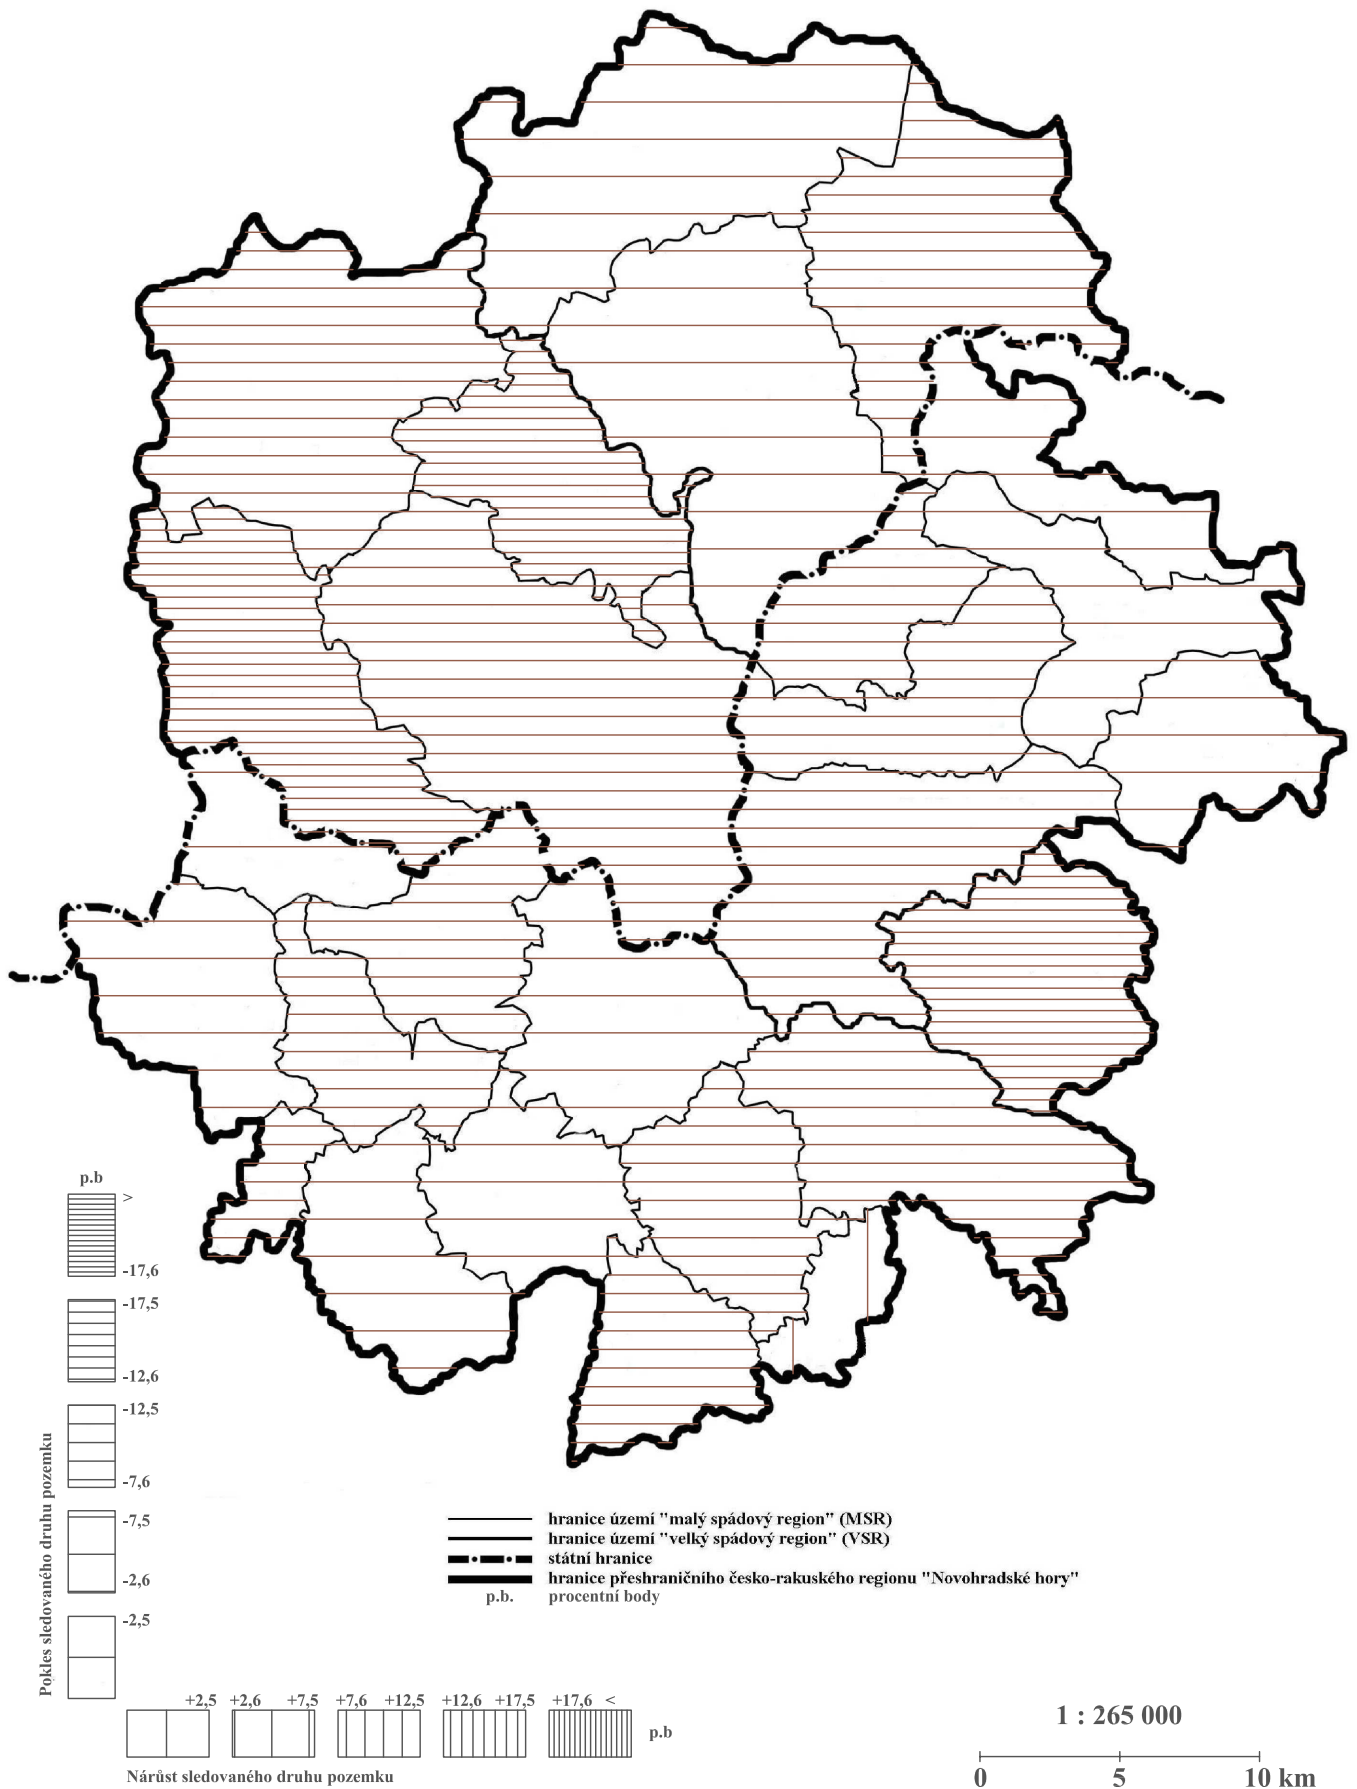 p.b
>
-17,6
-17,5
-12,6
-12,5
-7,6
-7,5
-2,6
-2,5
Pokles sledovaného druhu pozemku
hranice území "malý spádový region" (MSR)
hranice území "velký spádový region" (VSR)
státní hranice
hranice přeshraničního česko-rakuského regionu "Novohradské hory"
p.b. procentní body
+2,5 +2,6 +7,5 +7,6 +12,5 +12,6 +17,5 +17,6 <
p.b
Nárůst sledovaného druhu pozemku
1 : 265 000
0 5 10 km